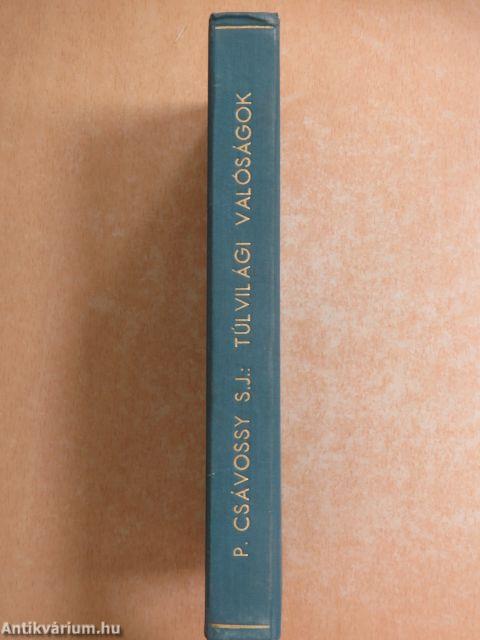 P. CSÁVOSSY S.J.: TÚLVILÁGI VALÓSÁGOK
Antikvárium.hu